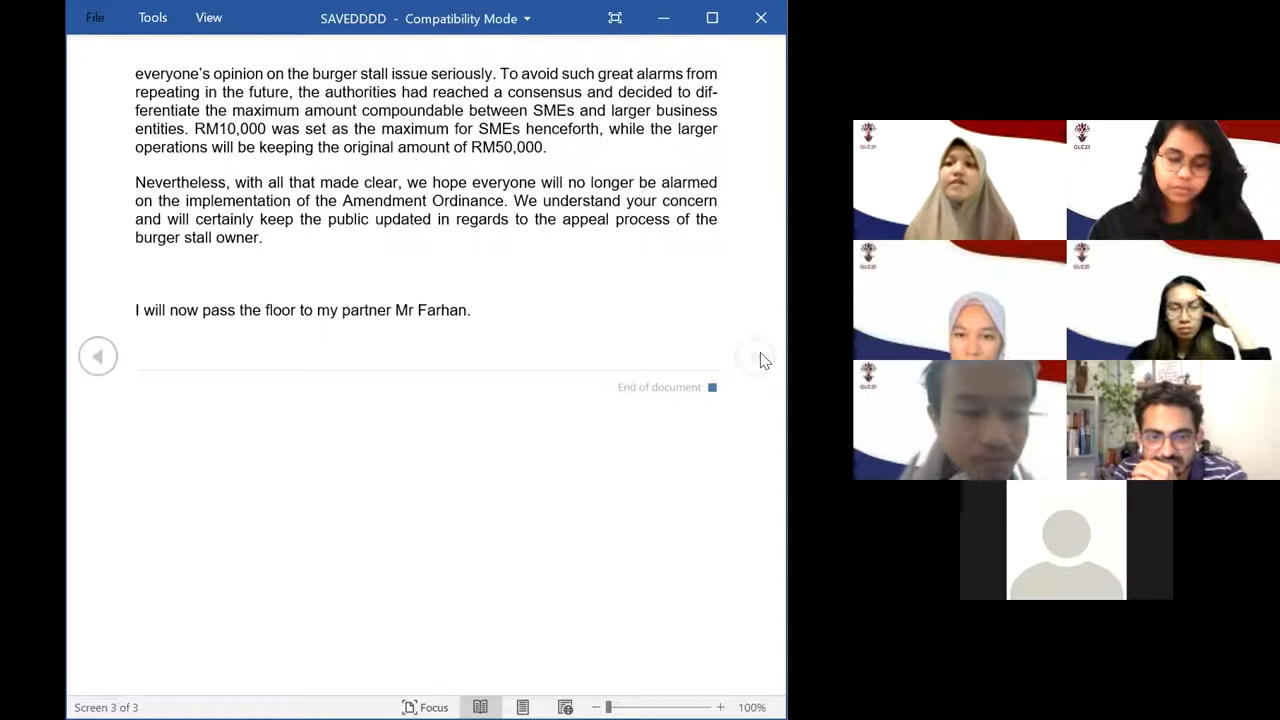 File Tools View SAVEDDDD - Compatibility Mode
everyone's opinion on the burger stall issue seriously. To avoid such great alarms from
repeating in the future, the authorities had reached a consensus and decided to dif-
ferentiate the maximum amount compoundable between SMEs and larger business
entities. RM10,000 was set as the maximum for SMEs henceforth, while the larger
operations will be keeping the original amount of RM50,000.
Nevertheless, with all that made clear, we hope everyone will no longer be alarmed
on the implementation of the Amendment Ordinance. We understand your concern
and will certainly keep the public updated in regards to the appeal process of the
burger stall owner.
I will now pass the floor to my partner Mr Farhan.
End of document
Screen 3 of 3 Focus 100%
GLC21
GLC21
GLC21
GLC21
GLC21